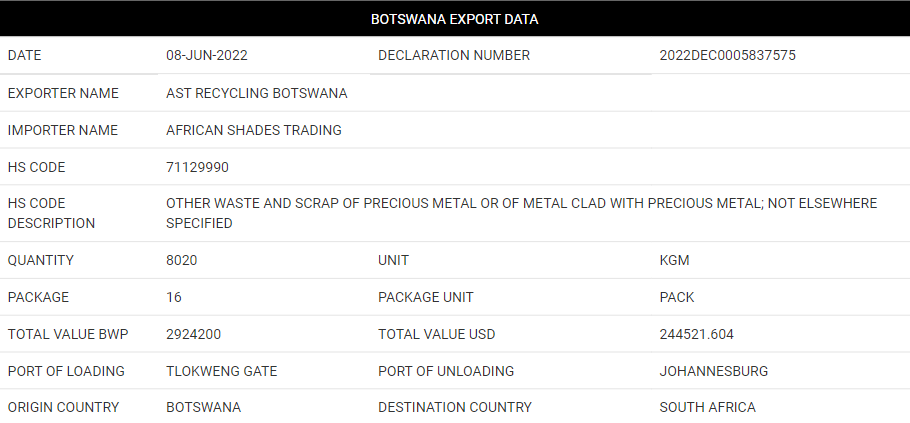 BOTSWANA EXPORT DATA
DATE 08-JUN-2022 DECLARATION NUMBER 2022DEC0005837575
EXPORTER NAME AST RECYCLING BOTSWANA
IMPORTER NAME AFRICAN SHADES TRADING
HS CODE 71129990
HS CODE DESCRIPTION OTHER WASTE AND SCRAP OF PRECIOUS METAL OR OF METAL CLAD WITH PRECIOUS METAL; NOT ELSEWHERE SPECIFIED
QUANTITY 8020 UNIT KGM
PACKAGE 16 PACKAGE UNIT PACK
TOTAL VALUE BWP 2924200 TOTAL VALUE USD 244521.604
PORT OF LOADING TLOKWENG GATE PORT OF UNLOADING JOHANNESBURG
ORIGIN COUNTRY BOTSWANA DESTINATION COUNTRY SOUTH AFRICA